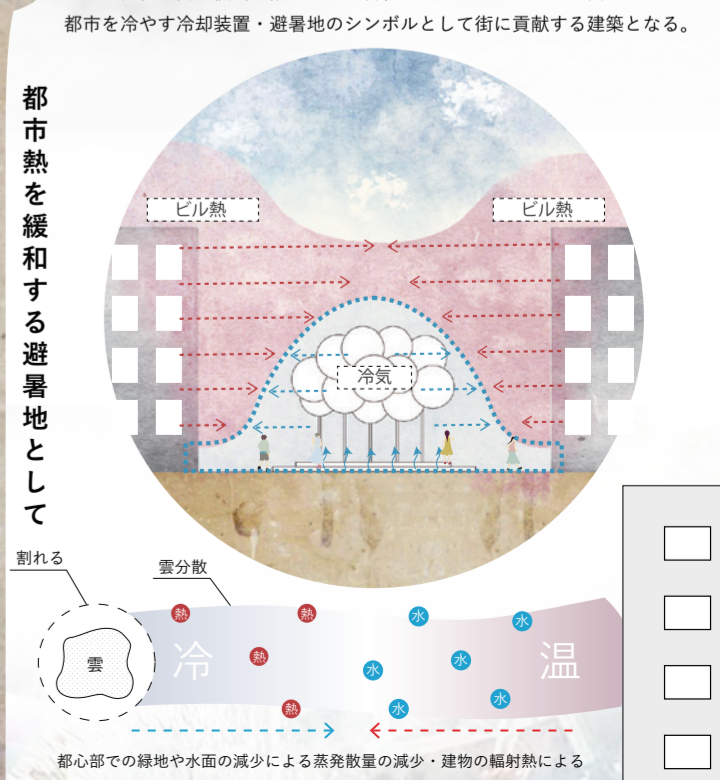 都市を冷やす冷却装置・避暑地のシンボルとして街に貢献する建築となる。
都市熱を緩和する避暑地として
ビル熱
ビル熱
冷気
割れる
雲分散
雲
冷
温
熱
熱
熱
熱
水
水
水
水
水
水
都心部での緑地や水面の減少による蒸発散量の減少・建物の輻射熱による